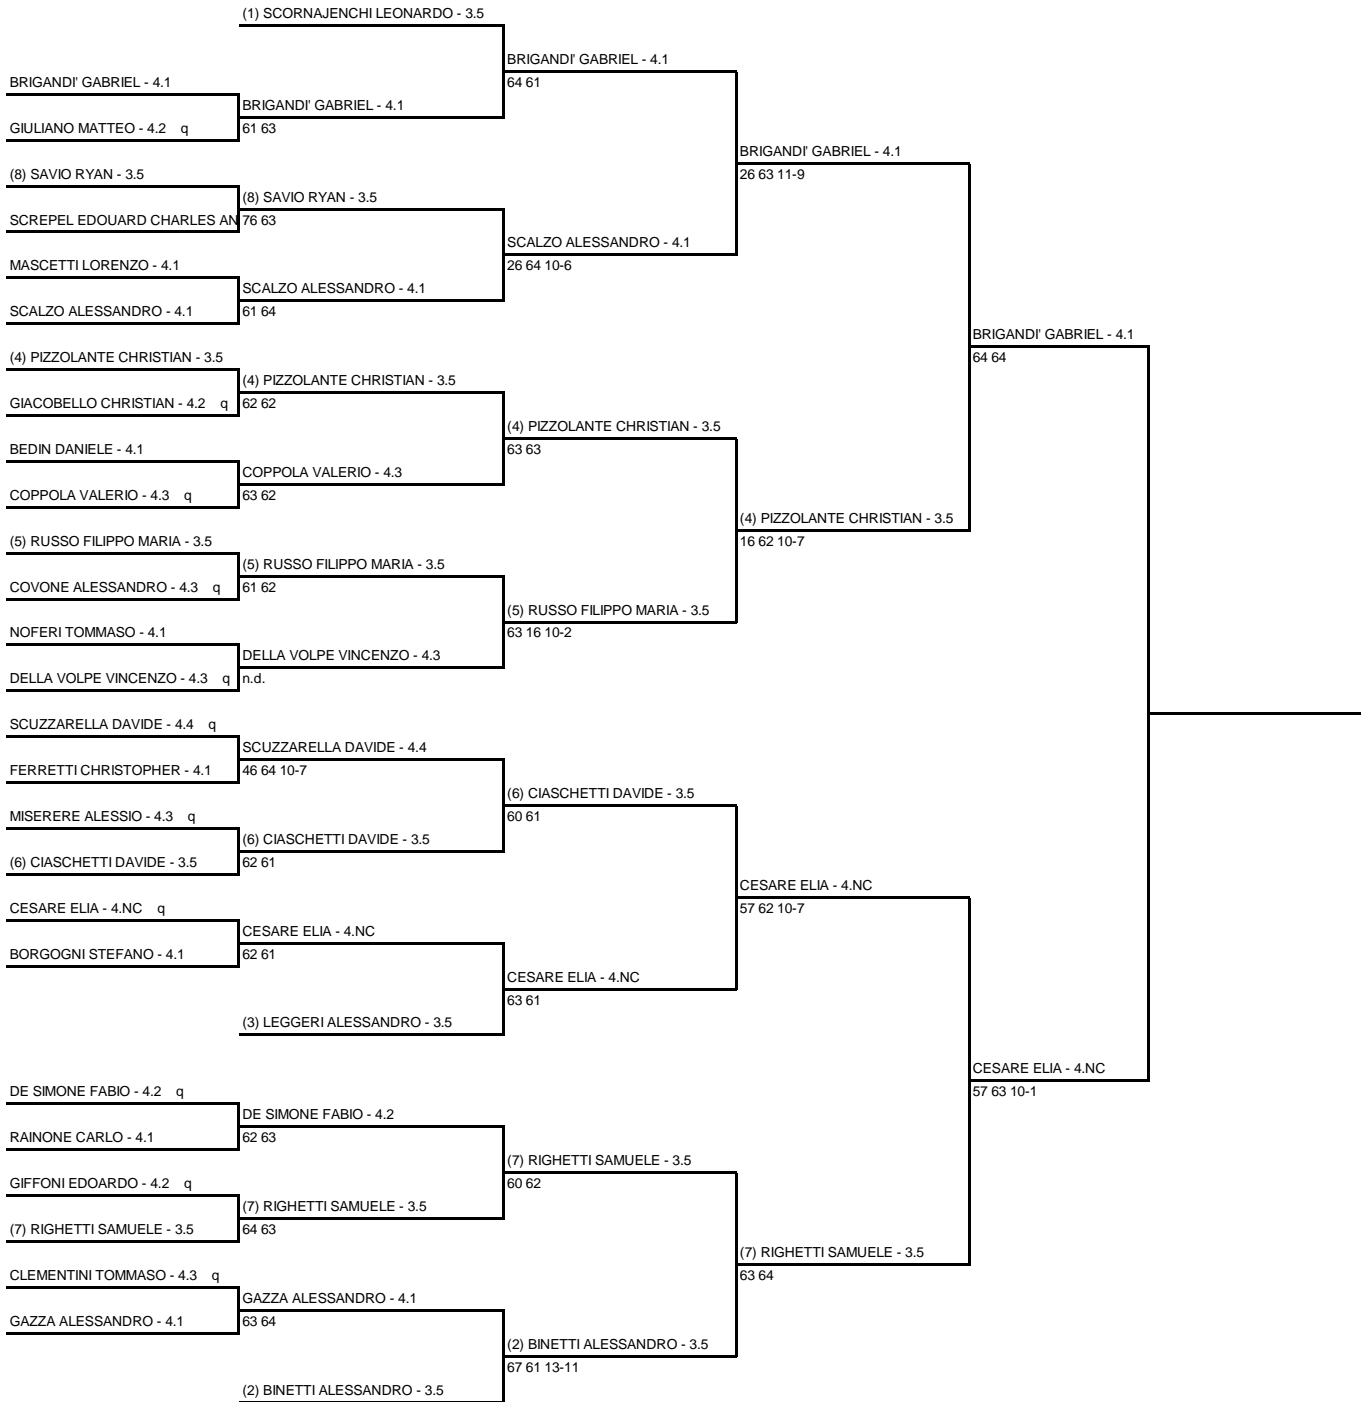 (1) SCORNAJENCHI LEONARDO - 3.5
BRIGANDI' GABRIEL - 4.1
64 61
BRIGANDI' GABRIEL - 4.1
BRIGANDI' GABRIEL - 4.1
61 63
GIULIANO MATTEO - 4.2 q
BRIGANDI' GABRIEL - 4.1
26 63 11-9
(8) SAVIO RYAN - 3.5
(8) SAVIO RYAN - 3.5
76 63
SCREPEL EDOUARD CHARLES AN
SCALZO ALESSANDRO - 4.1
26 64 10-6
MASCETTI LORENZO - 4.1
SCALZO ALESSANDRO - 4.1
61 64
SCALZO ALESSANDRO - 4.1
BRIGANDI' GABRIEL - 4.1
64 64
(4) PIZZOLANTE CHRISTIAN - 3.5
(4) PIZZOLANTE CHRISTIAN - 3.5
62 62
GIACOBELLO CHRISTIAN - 4.2 q
(4) PIZZOLANTE CHRISTIAN - 3.5
63 63
BEDIN DANIELE - 4.1
COPPOLA VALERIO - 4.3
63 62
COPPOLA VALERIO - 4.3 q
(4) PIZZOLANTE CHRISTIAN - 3.5
16 62 10-7
(5) RUSSO FILIPPO MARIA - 3.5
(5) RUSSO FILIPPO MARIA - 3.5
61 62
COVONE ALESSANDRO - 4.3 q
(5) RUSSO FILIPPO MARIA - 3.5
63 16 10-2
NOFERI TOMMASO - 4.1
DELLA VOLPE VINCENZO - 4.3
n.d.
DELLA VOLPE VINCENZO - 4.3 q
SCUZZARELLA DAVIDE - 4.4 q
SCUZZARELLA DAVIDE - 4.4
46 64 10-7
FERRETTI CHRISTOPHER - 4.1
(6) CIASCHETTI DAVIDE - 3.5
60 61
MISERERE ALESSIO - 4.3 q
(6) CIASCHETTI DAVIDE - 3.5
62 61
(6) CIASCHETTI DAVIDE - 3.5
CESARE ELIA - 4.NC
57 62 10-7
CESARE ELIA - 4.NC q
CESARE ELIA - 4.NC
62 61
BORGOGNI STEFANO - 4.1
CESARE ELIA - 4.NC
63 61
(3) LEGGERI ALESSANDRO - 3.5
CESARE ELIA - 4.NC
57 63 10-1
DE SIMONE FABIO - 4.2 q
DE SIMONE FABIO - 4.2
62 63
RAINONE CARLO - 4.1
(7) RIGHETTI SAMUELE - 3.5
60 62
GIFFONI EDOARDO - 4.2 q
(7) RIGHETTI SAMUELE - 3.5
64 63
(7) RIGHETTI SAMUELE - 3.5
(7) RIGHETTI SAMUELE - 3.5
63 64
CLEMENTINI TOMMASO - 4.3 q
GAZZA ALESSANDRO - 4.1
63 64
GAZZA ALESSANDRO - 4.1
(2) BINETTI ALESSANDRO - 3.5
67 61 13-11
(2) BINETTI ALESSANDRO - 3.5